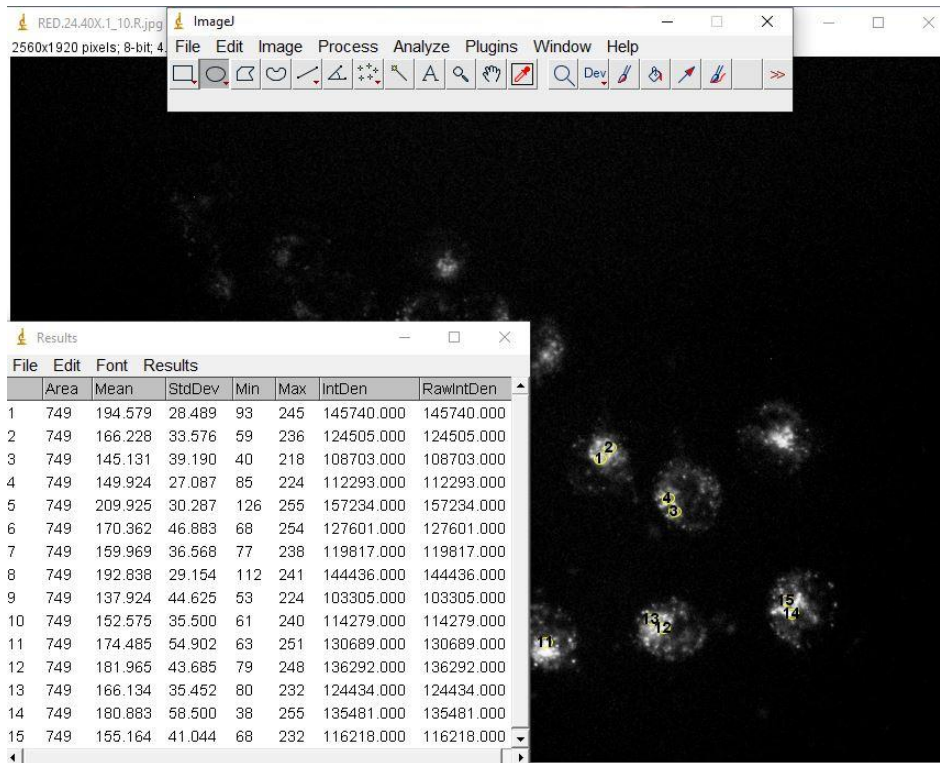 RED.24.40X.1_10.R.jpg
2560x1920 pixels; 8-bit; 4.
ImageJ
File Edit Image Process Analyze Plugins Window Help
A Dev >>
Results
File Edit Font Results
Area Mean StdDev Min Max IntDen RawIntDen
1 749 194.579 28.489 93 245 145740.000 145740.000
2 749 166.228 33.576 59 236 124505.000 124505.000
3 749 145.131 39.190 40 218 108703.000 108703.000
4 749 149.924 27.087 85 224 112293.000 112293.000
5 749 209.925 30.287 126 255 157234.000 157234.000
6 749 170.362 46.883 68 254 127601.000 127601.000
7 749 159.969 36.568 77 238 119817.000 119817.000
8 749 192.838 29.154 112 241 144436.000 144436.000
9 749 137.924 44.625 53 224 103305.000 103305.000
10 749 152.575 35.500 61 240 114279.000 114279.000
11 749 174.485 54.902 63 251 130689.000 130689.000
12 749 181.965 43.685 79 248 136292.000 136292.000
13 749 166.134 35.452 80 232 124434.000 124434.000
14 749 180.883 58.500 38 255 135481.000 135481.000
15 749 155.164 41.044 68 232 116218.000 116218.000
2
1
4
3
15
14
13
12
11